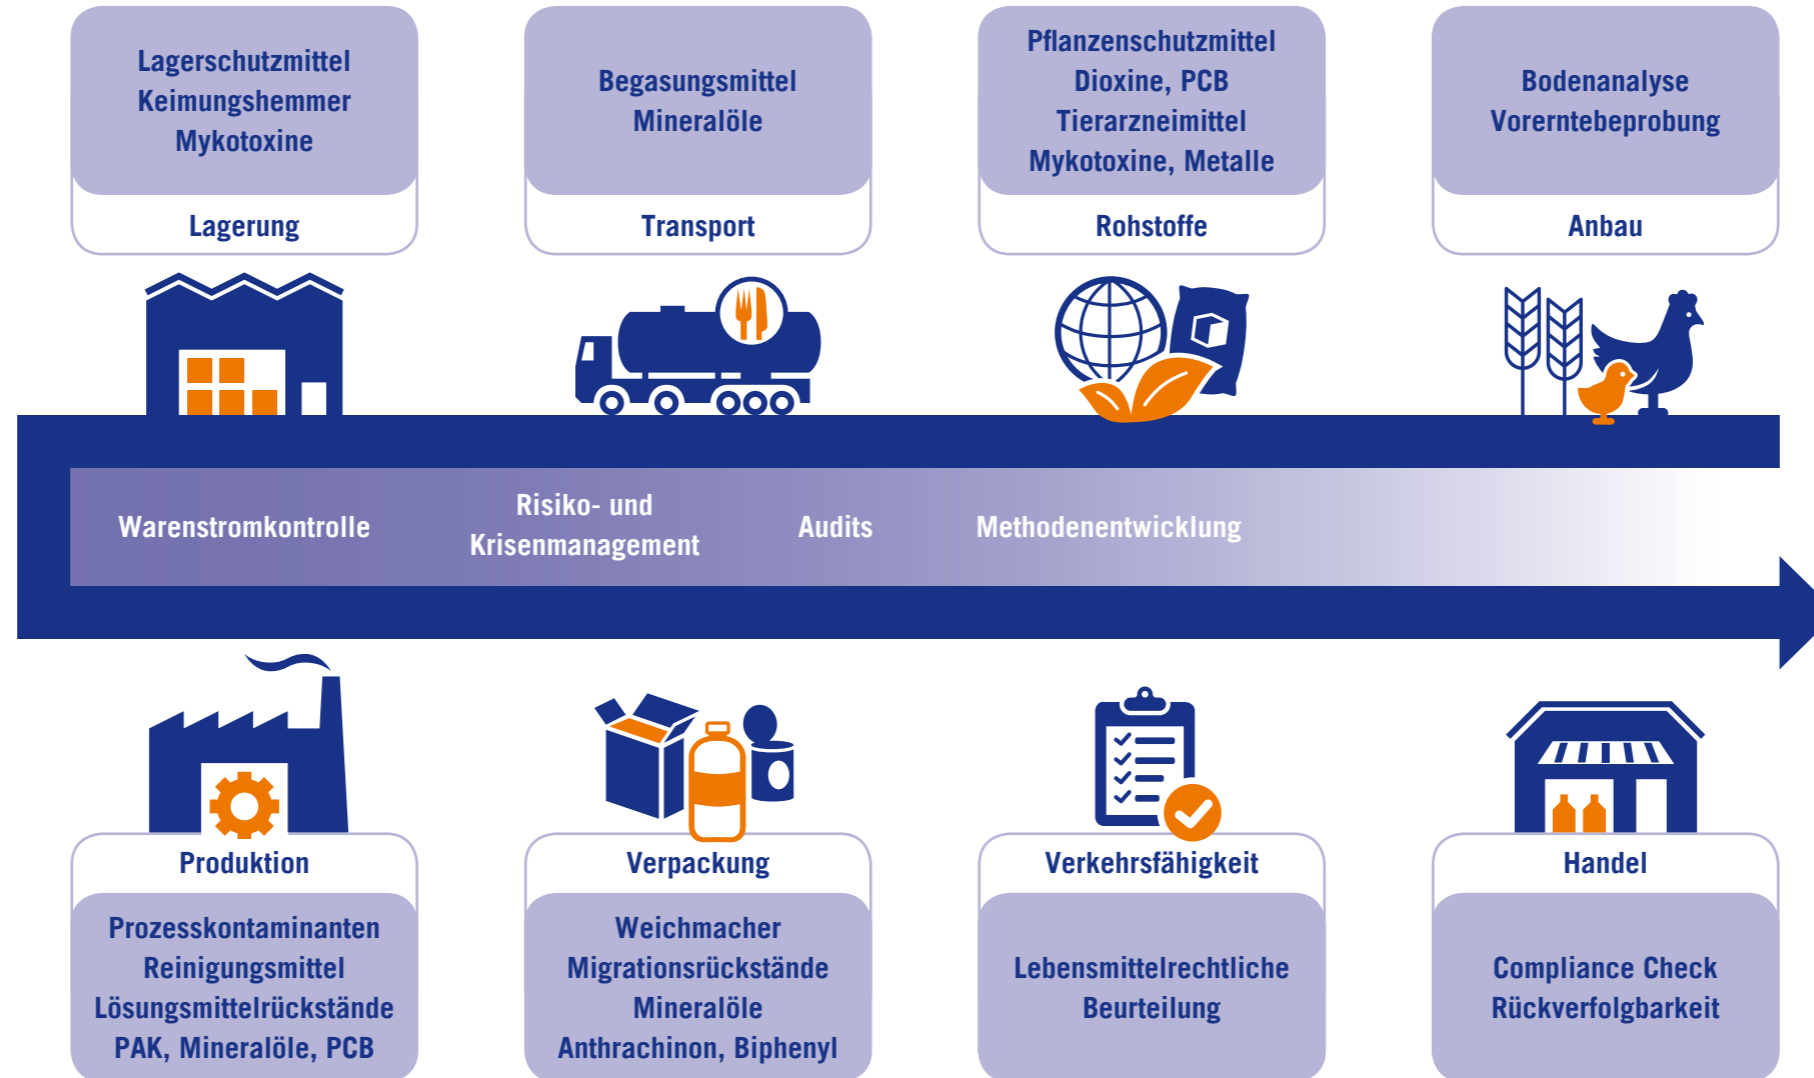 Lagerschutzmittel
Keimungshemmer
Mykotoxine
Lagerung
Begasungsmittel
Mineralöle
Transport
Pflanzenschutzmittel
Dioxine, PCB
Tierarzneimittel
Mykotoxine, Metalle
Rohstoffe
Bodenanalyse
Vorerntebeprobung
Anbau
Warenstromkontrolle
Risiko- und
Krisenmanagement
Audits
Methodenentwicklung
Produktion
Prozesskontaminanten
Reinigungsmittel
Lösungsmittelrückstände
PAK, Mineralöle, PCB
Verpackung
Weichmacher
Migrationsrückstände
Mineralöle
Anthrachinon, Biphenyl
Verkehrsfähigkeit
Lebensmittelrechtliche
Beurteilung
Handel
Compliance Check
Rückverfolgbarkeit